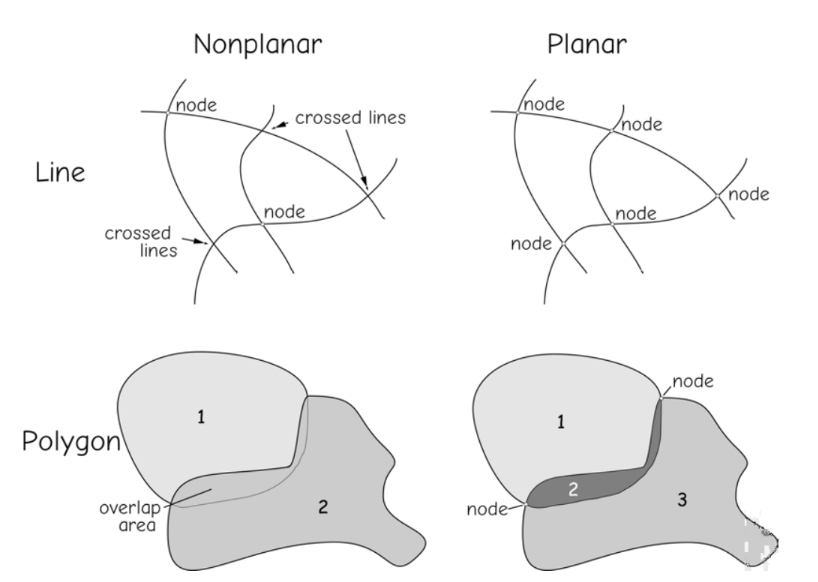 Nonplanar
Planar
Line
node
crossed lines
node
crossed
lines
node
node
node
node
node
Polygon
1
2
overlap
area
node
1
2
3
node